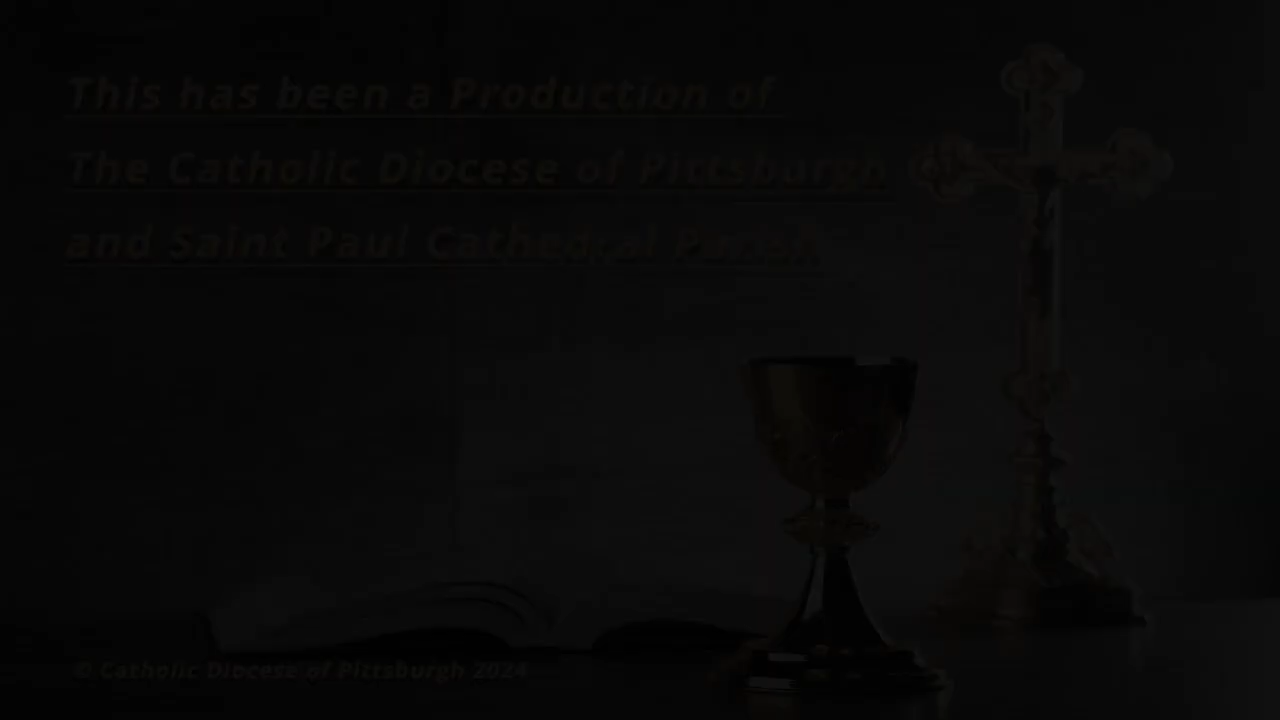 This has been a Production of
The Catholic Diocese of Pittsburgh
and Saint Paul Cathedral Parish
© Catholic Diocese of Pittsburgh 2024